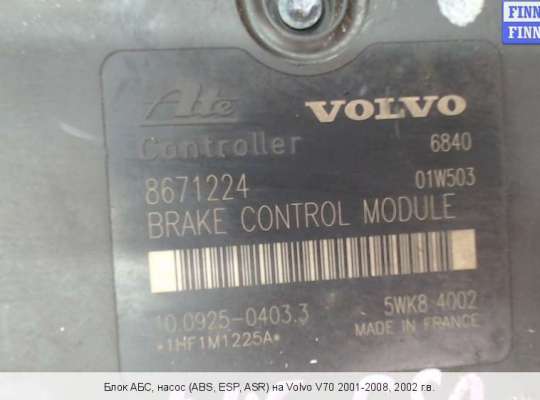 FINN
FINN
Ate VOLVO
Controller 6840
8671224 01W503
BRAKE CONTROL MODULE
10.0925-0403.3 5WK8 4002
*1HF1M1225A* MADE IN FRANCE
Блок АБС, насос (ABS, ESP, ASR) на Volvo V70 2001-2008, 2002 г.в.